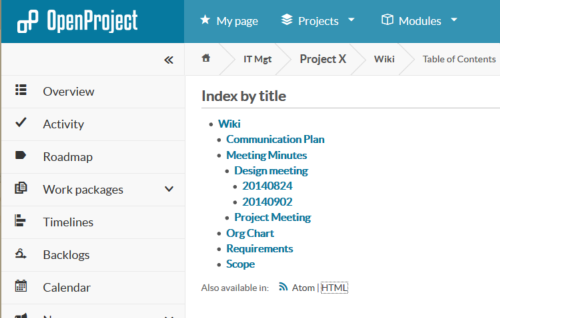 OpenProject
My page
Projects
Modules
IT Mgt
Project X
Wiki
Table of Contents
Overview
Activity
Roadmap
Work packages
Timelines
Backlogs
Calendar
Index by title
Wiki
Communication Plan
Meeting Minutes
Design meeting
20140824
20140902
Project Meeting
Org Chart
Requirements
Scope
Also available in: Atom | HTML